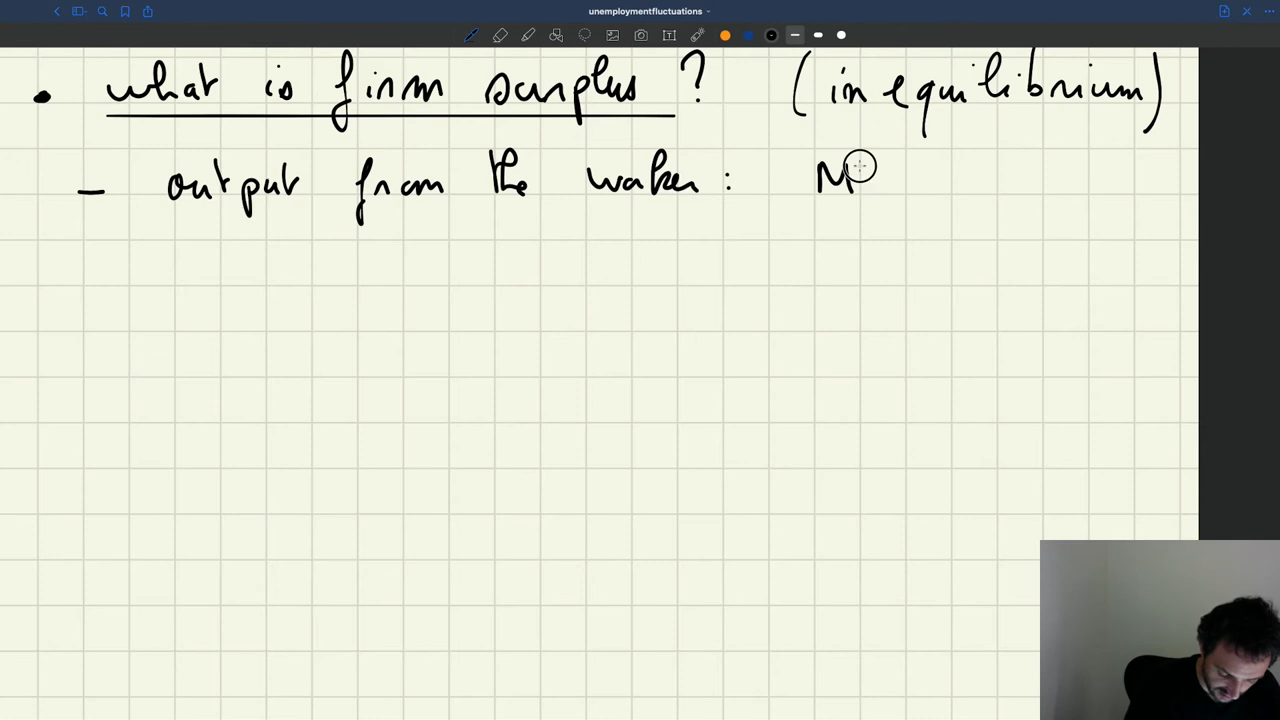 unemploymentfluctuations
• what is firm surplus ? (in equilibrium)
– output from the worker : M